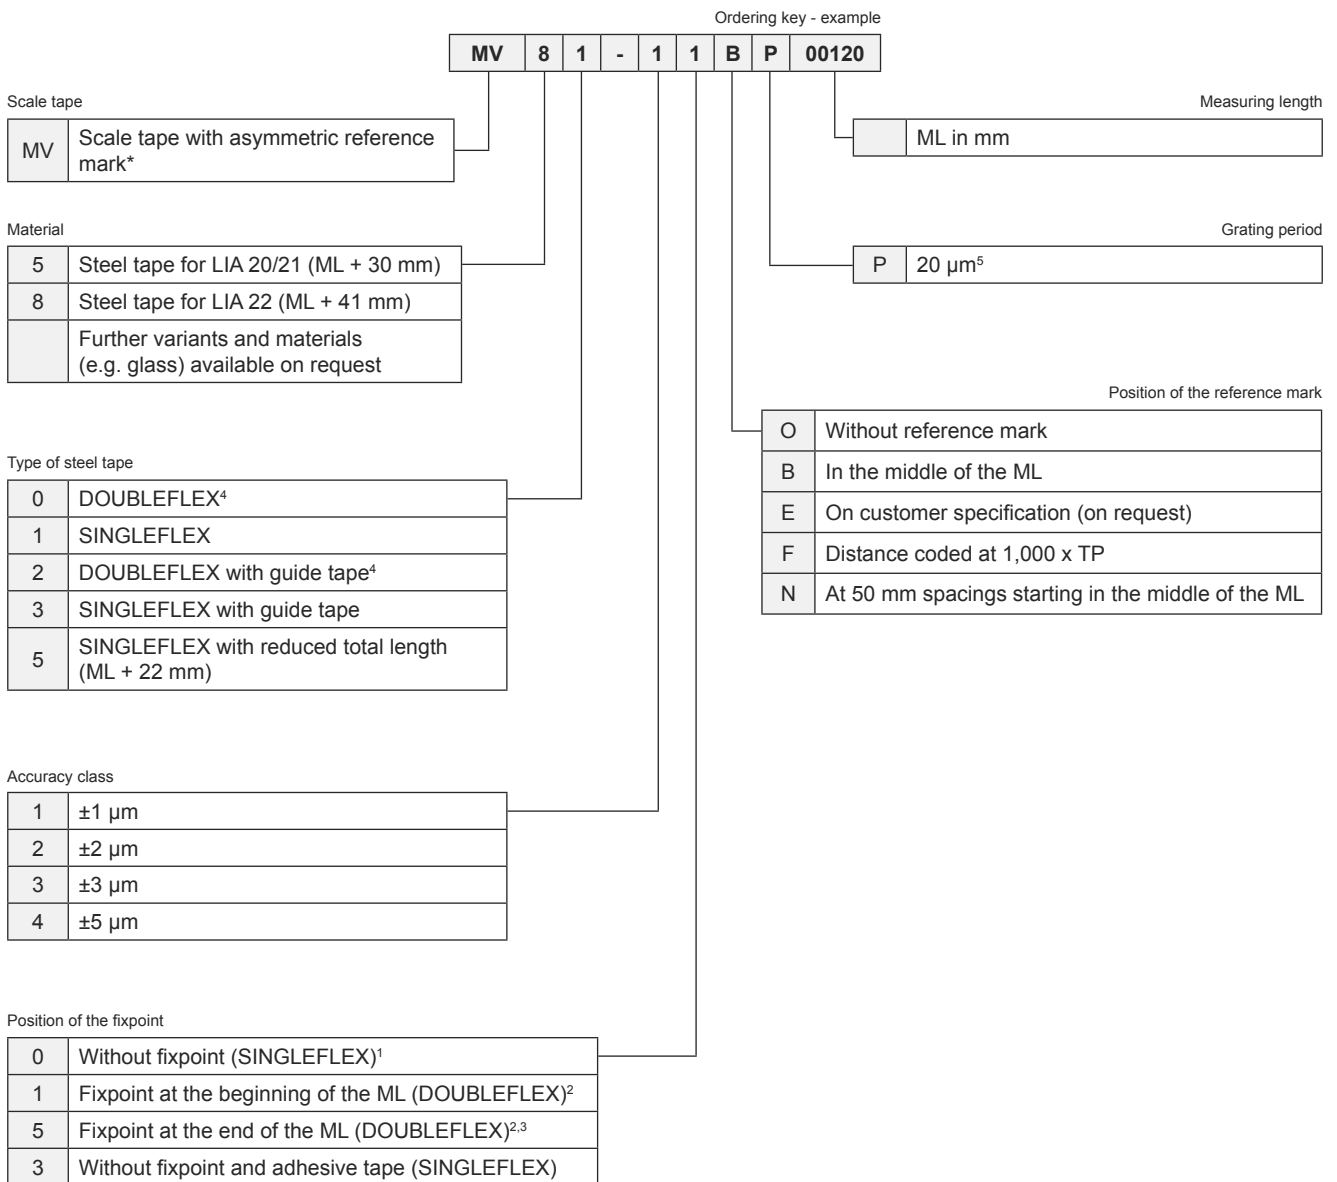 Ordering key - example
MV 8 1 - 1 1 B P 00120
Scale tape
MV Scale tape with asymmetric reference
mark*
Measuring length
ML in mm
Material
5 Steel tape for LIA 20/21 (ML + 30 mm)
8 Steel tape for LIA 22 (ML + 41 mm)
Further variants and materials
(e.g. glass) available on request
Grating period
P 20 µm⁵
Position of the reference mark
O Without reference mark
B In the middle of the ML
E On customer specification (on request)
F Distance coded at 1,000 x TP
N At 50 mm spacings starting in the middle of the ML
Type of steel tape
0 DOUBLEFLEX⁴
1 SINGLEFLEX
2 DOUBLEFLEX with guide tape⁴
3 SINGLEFLEX with guide tape
5 SINGLEFLEX with reduced total length
(ML + 22 mm)
Accuracy class
1 ±1 µm
2 ±2 µm
3 ±3 µm
4 ±5 µm
Position of the fixpoint
0 Without fixpoint (SINGLEFLEX)¹
1 Fixpoint at the beginning of the ML (DOUBLEFLEX)²
5 Fixpoint at the end of the ML (DOUBLEFLEX)²,³
3 Without fixpoint and adhesive tape (SINGLEFLEX)